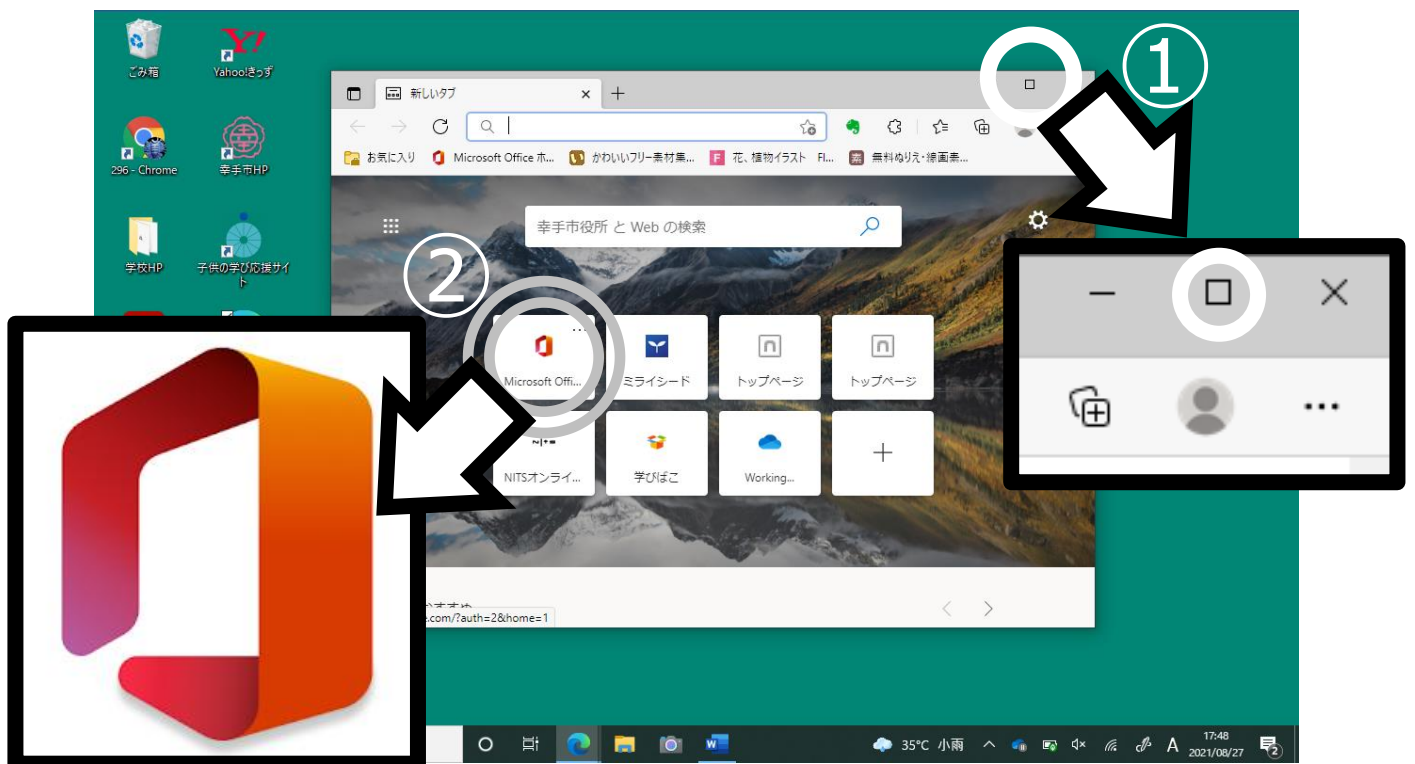 ①
ごみ箱
Yahoo!きっず
新しいタブ
お気に入り
Microsoft Office ホ...
かわいいフリー素材集...
花、植物イラスト Fl...
無料ぬりえ・線画素...
296 - Chrome
幸手市HP
幸手市役所 と Web の検索
②
学校HP
子供の学び応援サイ
ト
Microsoft Offi...
ミライシード
トップページ
トップページ
NITSオンライ...
学びばこ
Working...
.com/?auth=2&home=1
35°C 小雨
A
17:48
2021/08/27
2